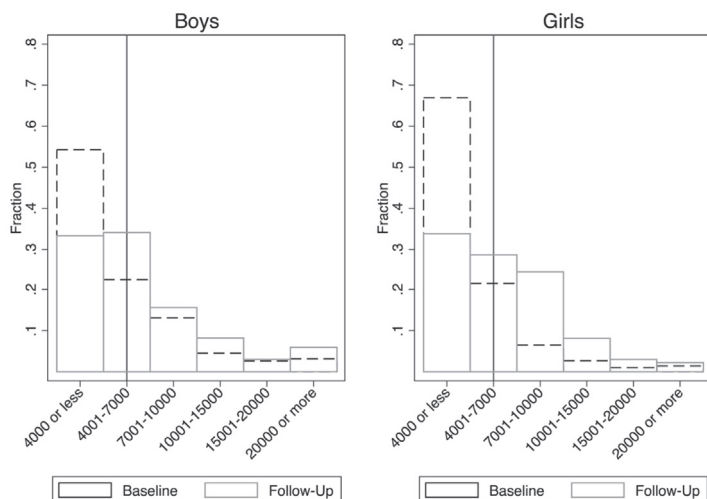 Boys
Fraction
.8
.7
.6
.5
.4
.3
.2
.1
4000 or less
4001-7000
7001-10000
10001-15000
15001-20000
20000 or more
Baseline
Follow-Up
Girls
Fraction
.8
.7
.6
.5
.4
.3
.2
.1
4000 or less
4001-7000
7001-10000
10001-15000
15001-20000
20000 or more
Baseline
Follow-Up